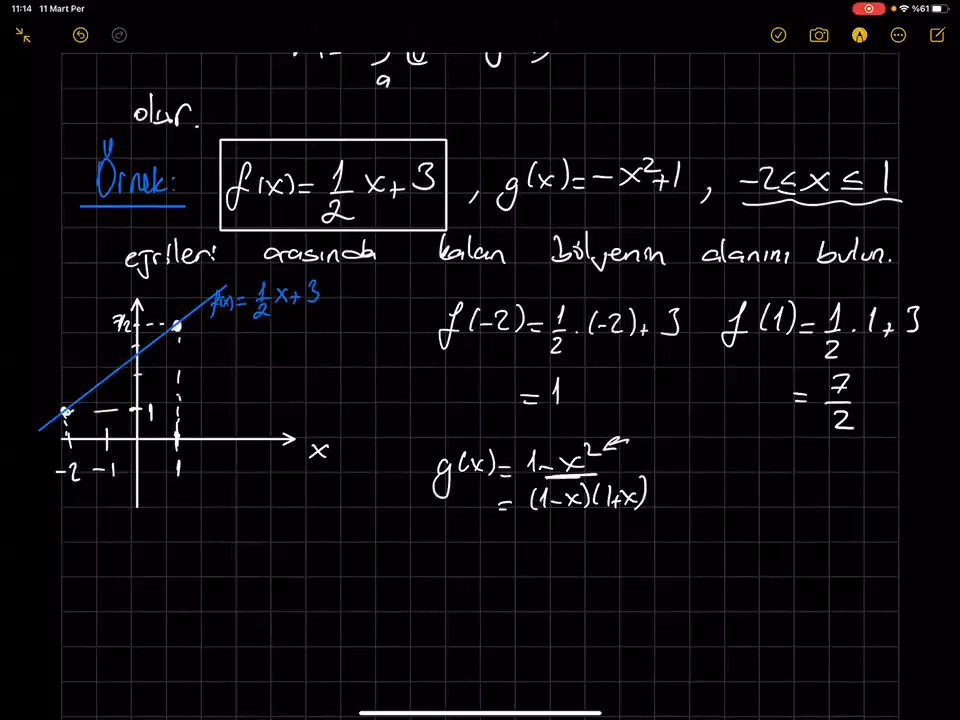 11:14 11 Mart Per %61
a
olur.
Örnek: f(x)=1/2 x+3 , g(x)=-x²+1 , -2≤x≤1
eğrileri arasında kalan bölgenin alanını bulun.
f(x)=1/2 x+3
7/2
1
-2 -1 1 x
f(-2)=1/2.(-2)+3 f(1)=1/2.1+3
=1 =7/2
g(x)=1-x²
=(1-x)(1+x)